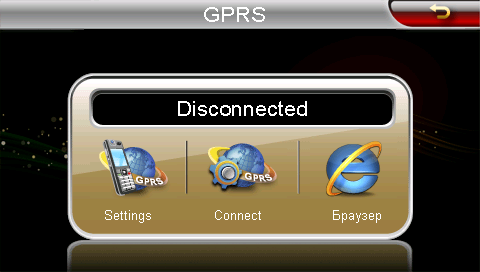 GPRS
Disconnected
GPRS
GPRS
Settings
Connect
Браузер